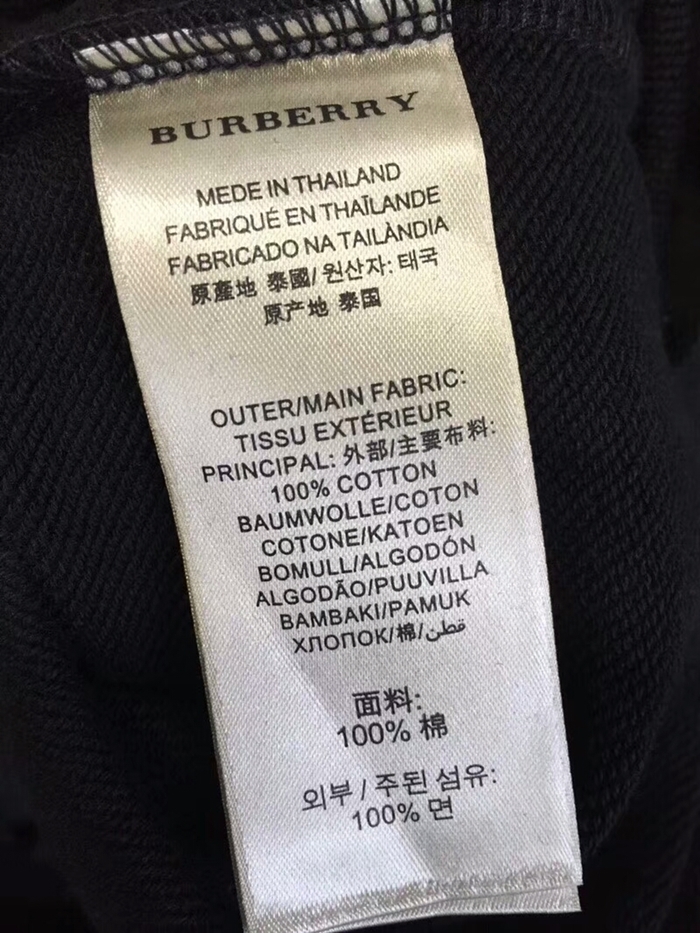 BURBERRY
MEDE IN THAILAND
FABRIQUÉ EN THAÏLANDE
FABRICADO NA TAILÀNDIA
原產地 泰國/ 원산자: 태국
原产地 泰国
OUTER/MAIN FABRIC:
TISSU EXTÉRIEUR
PRINCIPAL: 外部/主要布料:
100% COTTON
BAUMWOLLE/COTON
COTONE/KATOEN
BOMULL/ALGODÓN
ALGODÃO/PUUVILLA
BAMBAKI/PAMUK
ХЛОПОК/棉/قطن
面料:
100% 棉
외부 / 주된 섬유:
100% 면